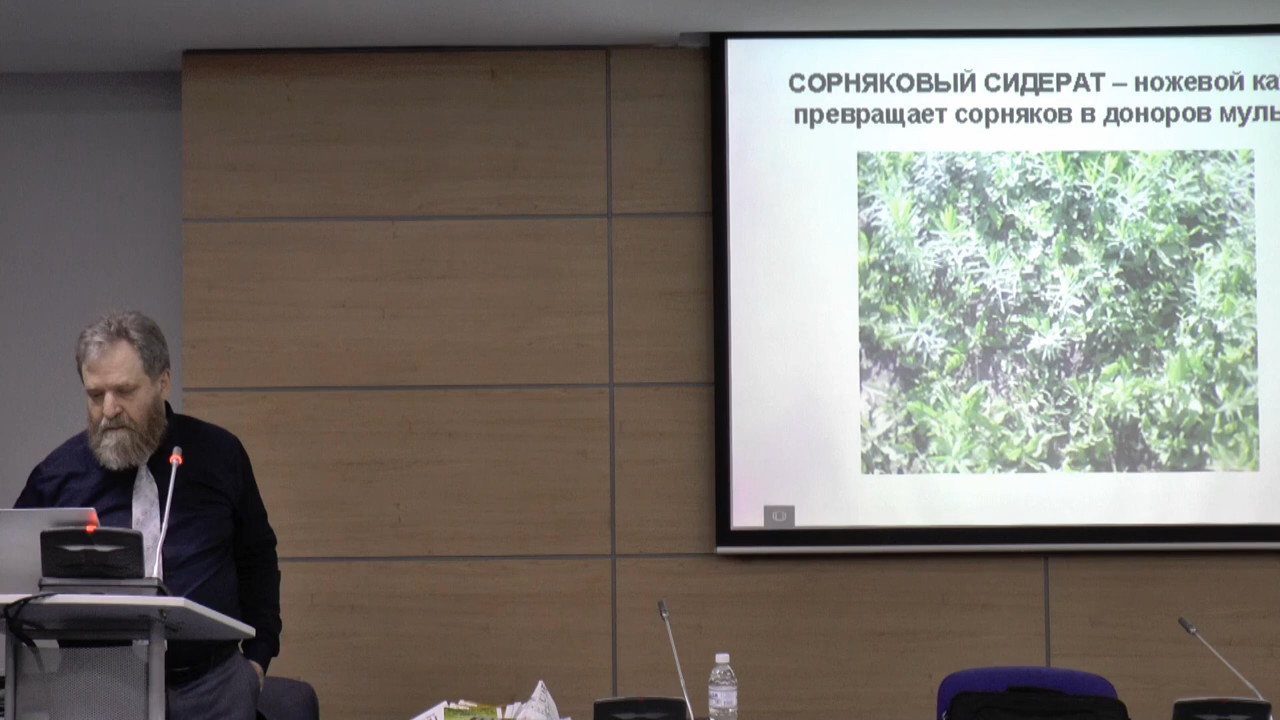 СОРНЯКОВЫЙ СИДЕРАТ – ножевой ка
превращает сорняков в доноров муль